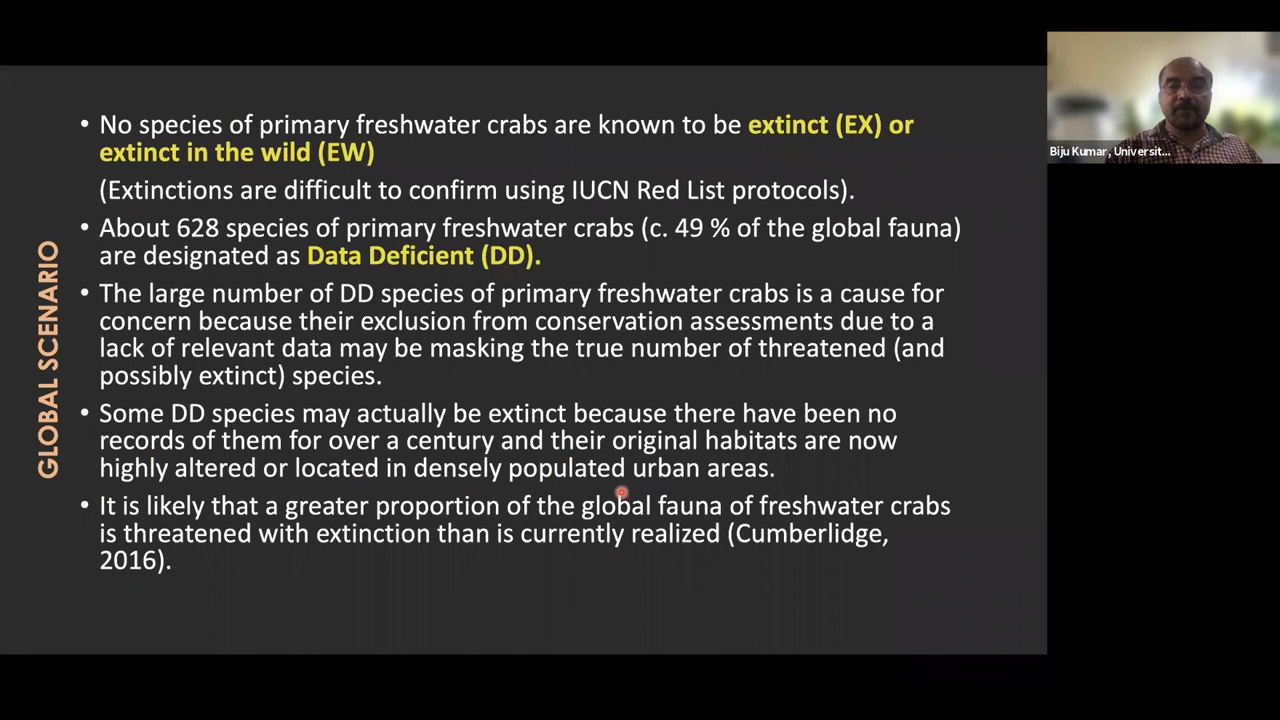 GLOBAL SCENARIO
• No species of primary freshwater crabs are known to be extinct (EX) or
extinct in the wild (EW)
(Extinctions are difficult to confirm using IUCN Red List protocols).
• About 628 species of primary freshwater crabs (c. 49 % of the global fauna)
are designated as Data Deficient (DD).
• The large number of DD species of primary freshwater crabs is a cause for
concern because their exclusion from conservation assessments due to a
lack of relevant data may be masking the true number of threatened (and
possibly extinct) species.
• Some DD species may actually be extinct because there have been no
records of them for over a century and their original habitats are now
highly altered or located in densely populated urban areas.
• It is likely that a greater proportion of the global fauna of freshwater crabs
is threatened with extinction than is currently realized (Cumberlidge,
2016).
Biju Kumar, Universit...